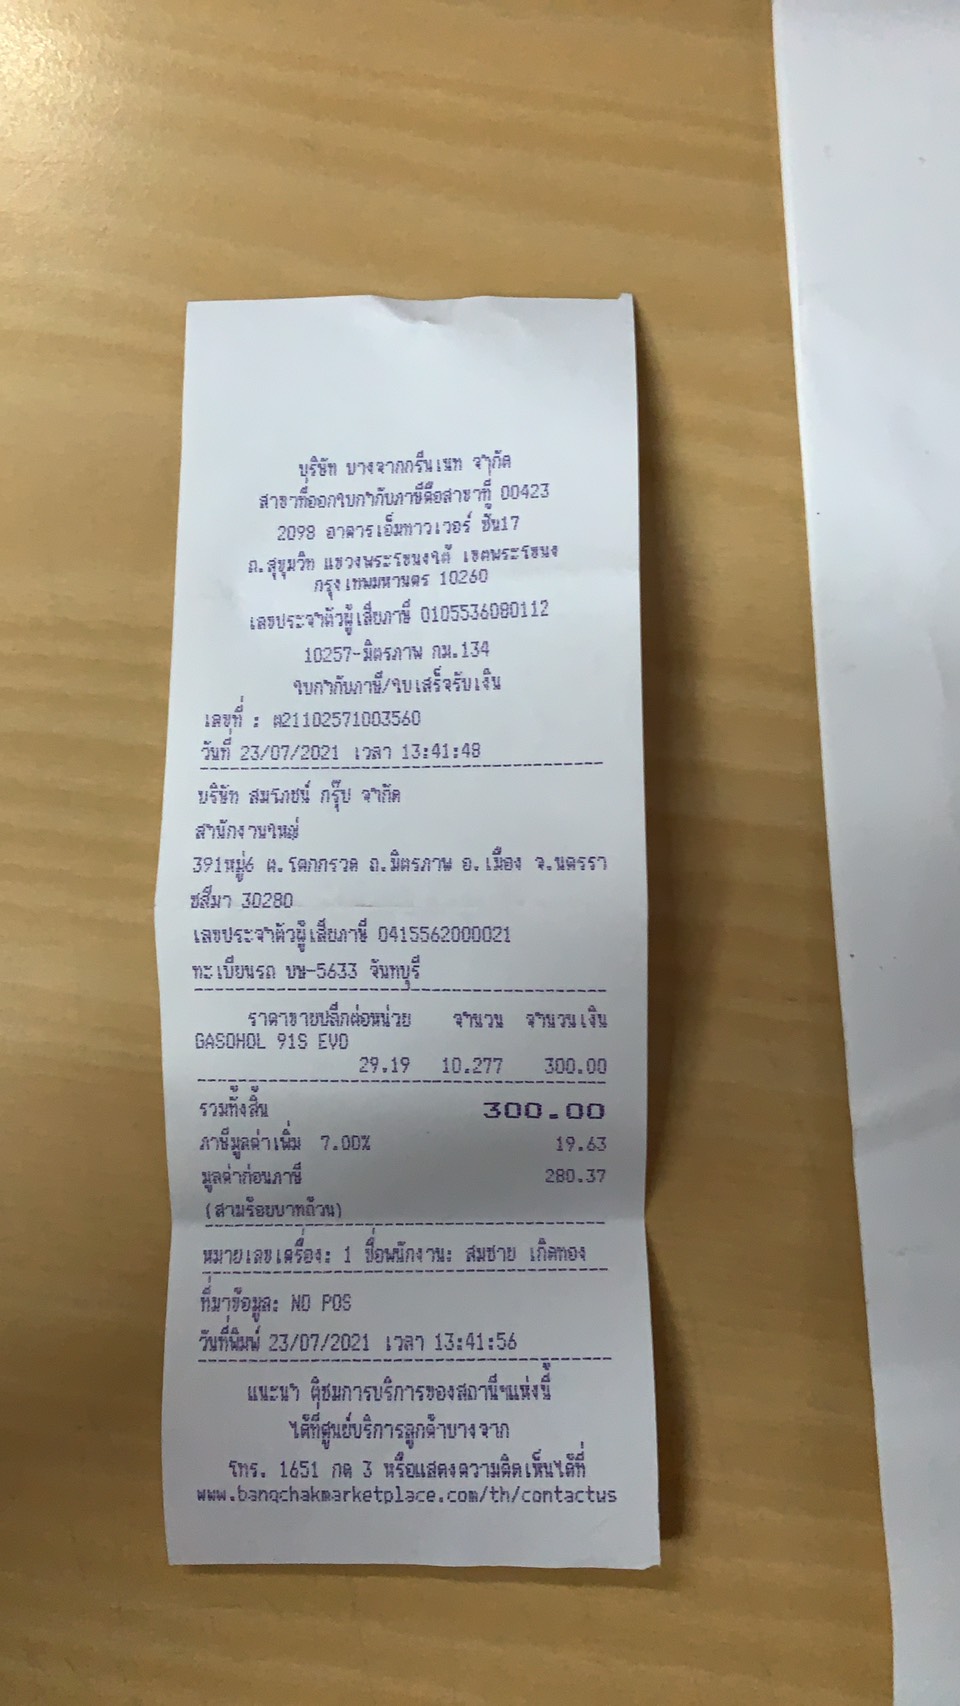 บริษัท บางจากกรีนเนท จำกัด
สาขาที่ออกใบกำกับภาษีคือสาขาที่ 00423
2098 อาคารเอ็มทาวเวอร์ ชั้น17
ถ.สุขุมวิท แขวงพระโขนงใต้ เขตพระโขนง
กรุงเทพมหานคร 10260
เลขประจำตัวผู้เสียภาษี 0105536080112
10257-มิตรภาพ กม.134
ใบกำกับภาษี/ใบเสร็จรับเงิน
เลขที่ : ต21102571003560
วันที่ 23/07/2021 เวลา 13:41:48
บริษัท สมโภชน์ กรุ๊ป จำกัด
สำนักงานใหญ่
391หมู่6 ต.โคกกรวด ถ.มิตรภาพ อ.เมือง จ.นครรา
ชสีมา 30280
เลขประจำตัวผู้เสียภาษี 0415562000021
ทะเบียนรถ บษ-5633 จันทบุรี
ราคาขายปลีกต่อหน่วย จำนวน จำนวนเงิน
GASOHOL 91S EVO
29.19 10.277 300.00
รวมทั้งสิ้น 300.00
ภาษีมูลค่าเพิ่ม 7.00% 19.63
มูลค่าก่อนภาษี 280.37
(สามร้อยบาทถ้วน)
หมายเลขเครื่อง: 1 ชื่อพนักงาน: สมชาย เกิดทอง
ที่มาข้อมูล: NO POS
วันที่พิมพ์ 23/07/2021 เวลา 13:41:56
แนะนำ ติชมการบริการของสถานีฯแห่งนี้
ได้ที่ศูนย์บริการลูกค้าบางจาก
โทร. 1651 กด 3 หรือแสดงความคิดเห็นได้ที่
www.bangchakmarketplace.com/th/contactus